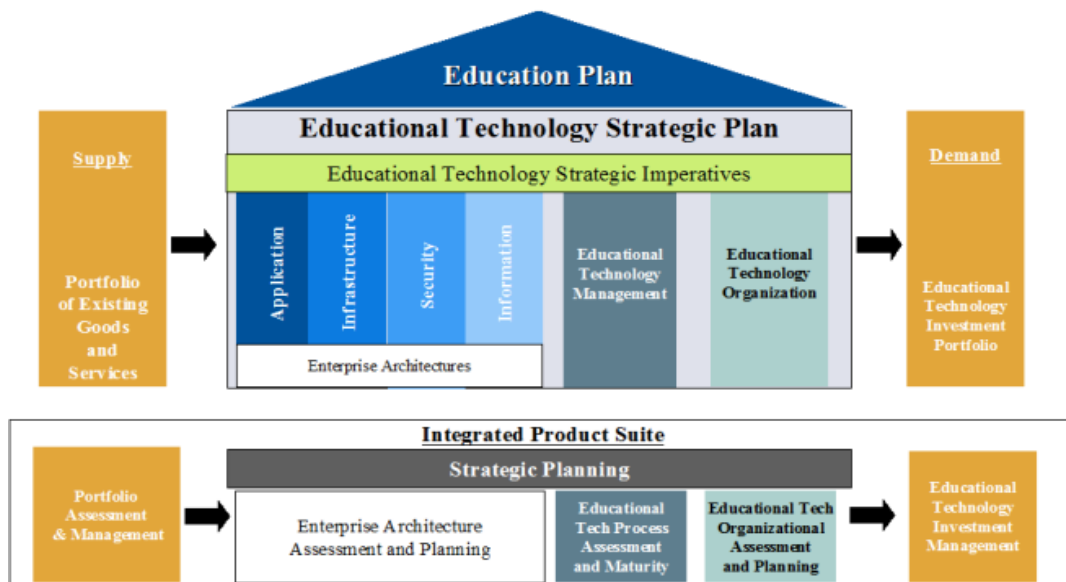 Education Plan
Educational Technology Strategic Plan
Educational Technology Strategic Imperatives
Supply
Portfolio
of Existing
Goods
and
Services
Application
Infrastructure
Security
Information
Enterprise Architectures
Educational
Technology
Management
Educational
Technology
Organization
Demand
Educational
Technology
Investment
Portfolio
Integrated Product Suite
Strategic Planning
Portfolio
Assessment
& Management
Enterprise Architecture
Assessment and Planning
Educational
Tech Process
Assessment
and Maturity
Educational Tech
Organizational
Assessment
and Planning
Educational
Technology
Investment
Management